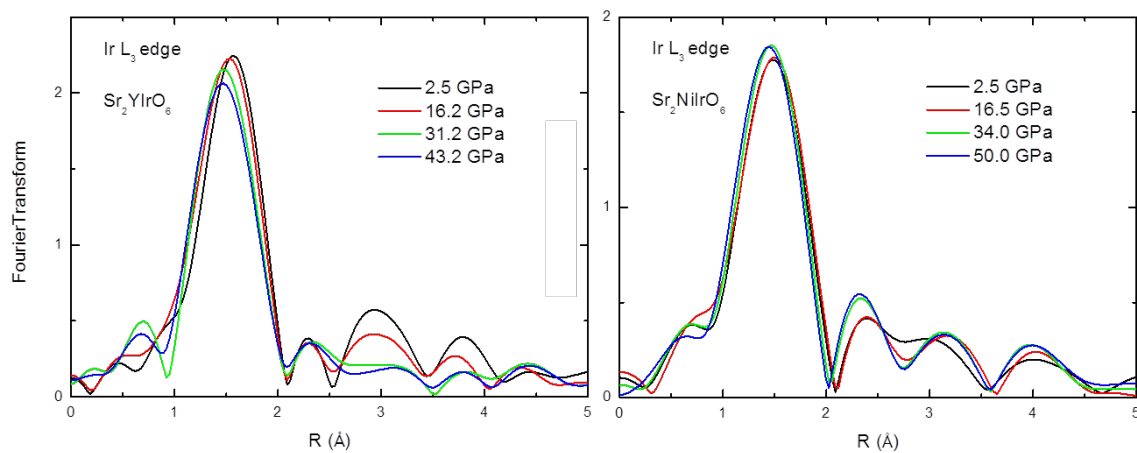 Ir L₃ edge
Sr₂YIrO₆
2.5 GPa
16.2 GPa
31.2 GPa
43.2 GPa
FourierTransform
2
1
0
0 1 2 3 4 5
R (Å)
Ir L₃ edge
Sr₂NiIrO₆
2.5 GPa
16.5 GPa
34.0 GPa
50.0 GPa
2
1
0
0 1 2 3 4 5
R (Å)